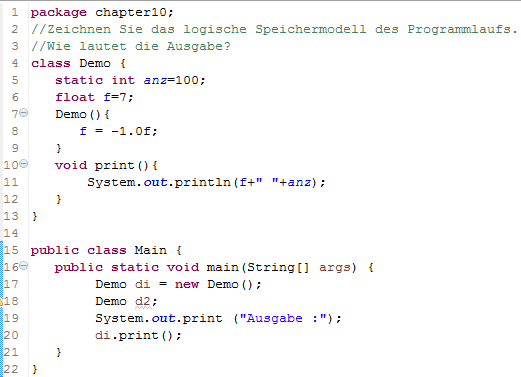 1 package chapter10;
2 //Zeichnen Sie das logische Speichermodell des Programmlaufs.
3 //Wie lautet die Ausgabe?
4 class Demo {
5 static int anz=100;
6 float f=7;
7 Demo(){
8 f = -1.0f;
9 }
10 void print(){
11 System.out.println(f+" "+anz);
12 }
13 }
14
15 public class Main {
16 public static void main(String[] args) {
17 Demo di = new Demo();
18 Demo d2;
19 System.out.print ("Ausgabe :");
20 di.print();
21 }
22 }